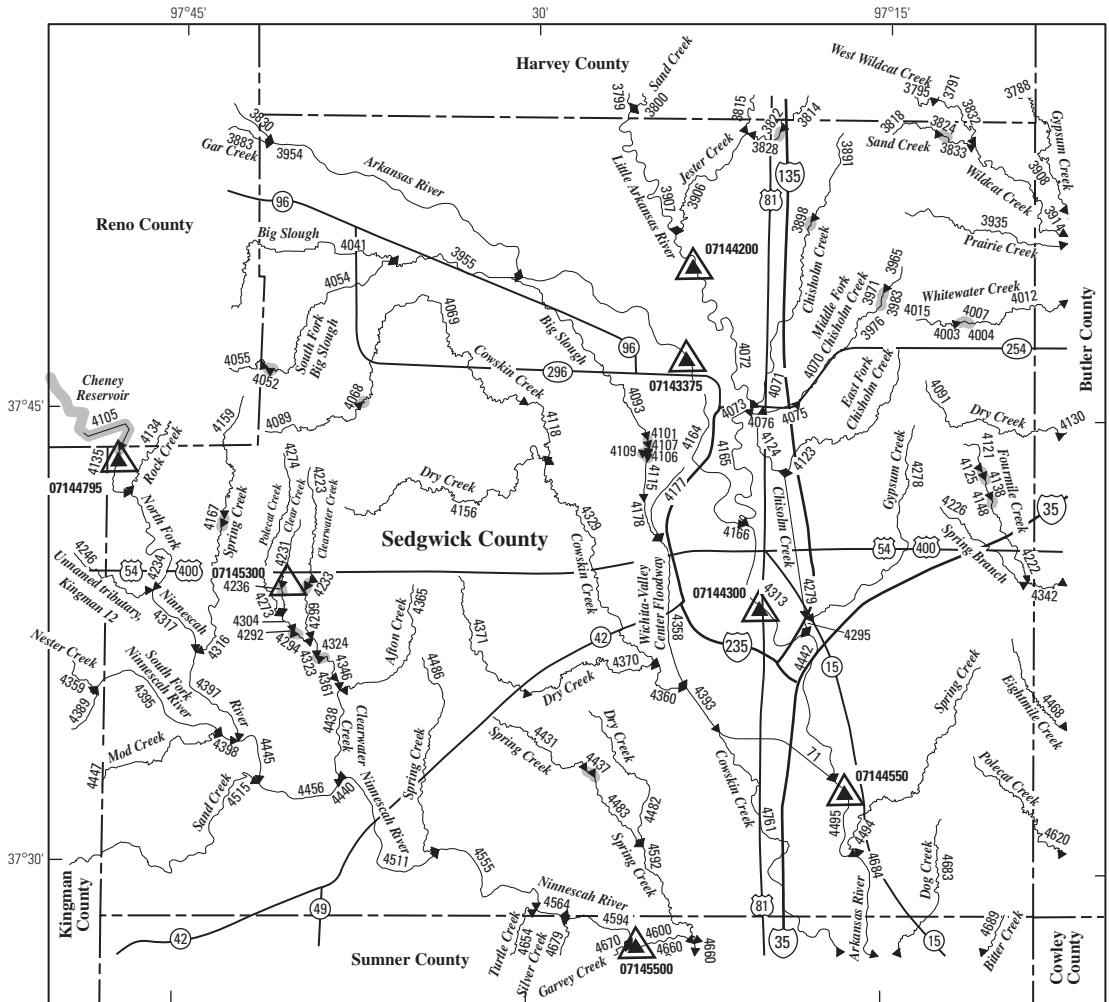 97°45'
30'
97°15'
Harvey County
Sand Creek
3799
3800
West Wildcat Creek
3795
3791
3788
3830
3883
Gar Creek
3954
3815
3822
3814
3828
3818
3824
3832
Sand Creek
3833
Gypsum Creek
Arkansas River
Jester Creek
3891
135
81
3908
Wildcat Creek
3914
96
3907
3906
Little Arkansas River
3898
Chisholm Creek
3935
Prairie Creek
Reno County
Big Slough
4041
3955
07144200
4054
3965
3971
3983
Middle Fork
Chisholm Creek
3976
Whitewater Creek
4012
4015
4007
4003
4004
4069
South Fork
Big Slough
Big Slough
4072
4071
4070
254
Butler County
4055
4052
96
296
07143375
Cowskin Creek
East Fork
Chisholm Creek
Cheney
Reservoir
4105
37°45'
4068
4159
4089
4093
4073
4076
4075
4091
Dry Creek
4130
4134
4118
4164
4124
4101
4107
4106
4109
4135
Rock Creek
4274
4223
4165
4123
4121
4125
4138
4148
Fourmile Creek
07144795
4115
4177
Gypsum Creek
4278
35
Dry Creek
4156
North Fork
4167
Spring Creek
Polecat Creek
Clear Creek
Clearwater Creek
4329
4178
4166
Chisolm Creek
4226
Spring Branch
Sedgwick County
54
400
4246
54
400
4234
4231
07145300
4236
4233
Cowskin Creek
4222
4342
Unnamed tributary,
Kingman 12
Ninnescah
4317
4273
4304
4292
4299
4294
4324
4323
4346
4361
4365
Afton Creek
4371
Wichita-Valley
Center Floodway
4358
07144300
4313
4279
4295
42
235
4442
15
4316
Nester Creek
4359
4389
South Fork
Ninnescah River
4395
4397
River
4398
4486
Dry Creek
4370
4360
4393
Spring Creek
4468
Eightmile Creek
Mod Creek
4447
4445
4438
Clearwater
Creek
4431
Spring Creek
4437
Dry Creek
71
07144550
Polecat Creek
4620
4515
Sand Creek
4456
4440
Ninnescah River
Spring Creek
4483
4482
Cowskin Creek
4761
4495
4494
37°30'
4511
4555
4592
Spring Creek
4684
Dog Creek
4683
Kingman
County
49
42
4564
Ninnescah River
4594
81
35
Arkansas River
15
4689
Bitter Creek
Turtle Creek
4654
Silver Creek
4679
4670
4600
4660
4660
Garvey Creek
07145500
Sumner County
Cowley
County